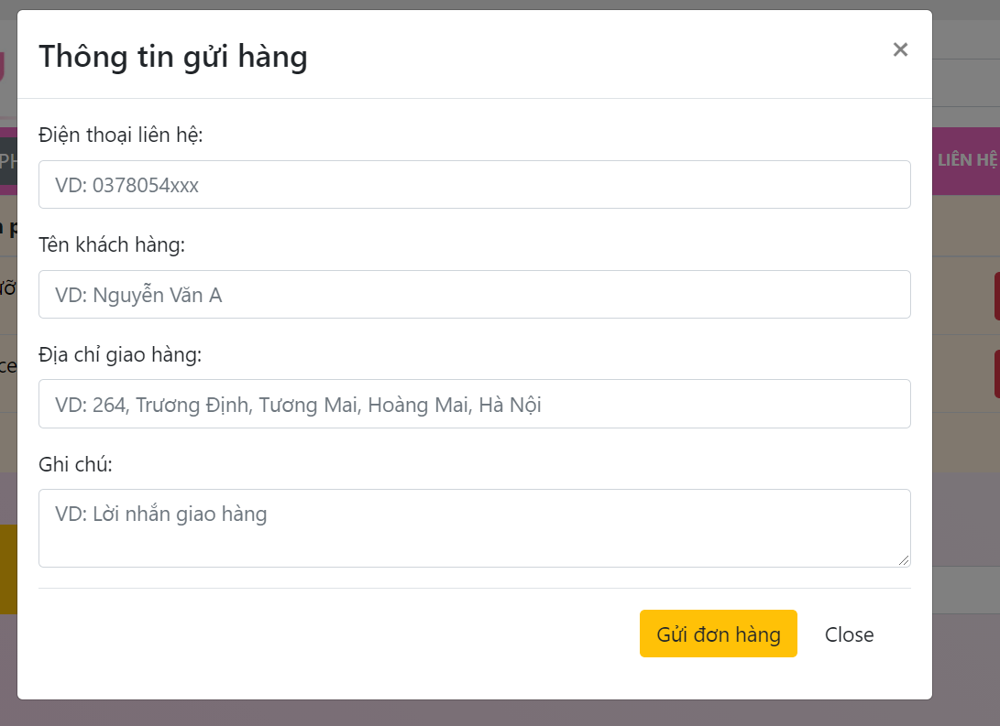 Thông tin gửi hàng
×
Điện thoại liên hệ:
VD: 0378054xxx
LIÊN HỆ
Tên khách hàng:
VD: Nguyễn Văn A
Địa chỉ giao hàng:
VD: 264, Trương Định, Tương Mai, Hoàng Mai, Hà Nội
Ghi chú:
VD: Lời nhắn giao hàng
Gửi đơn hàng
Close